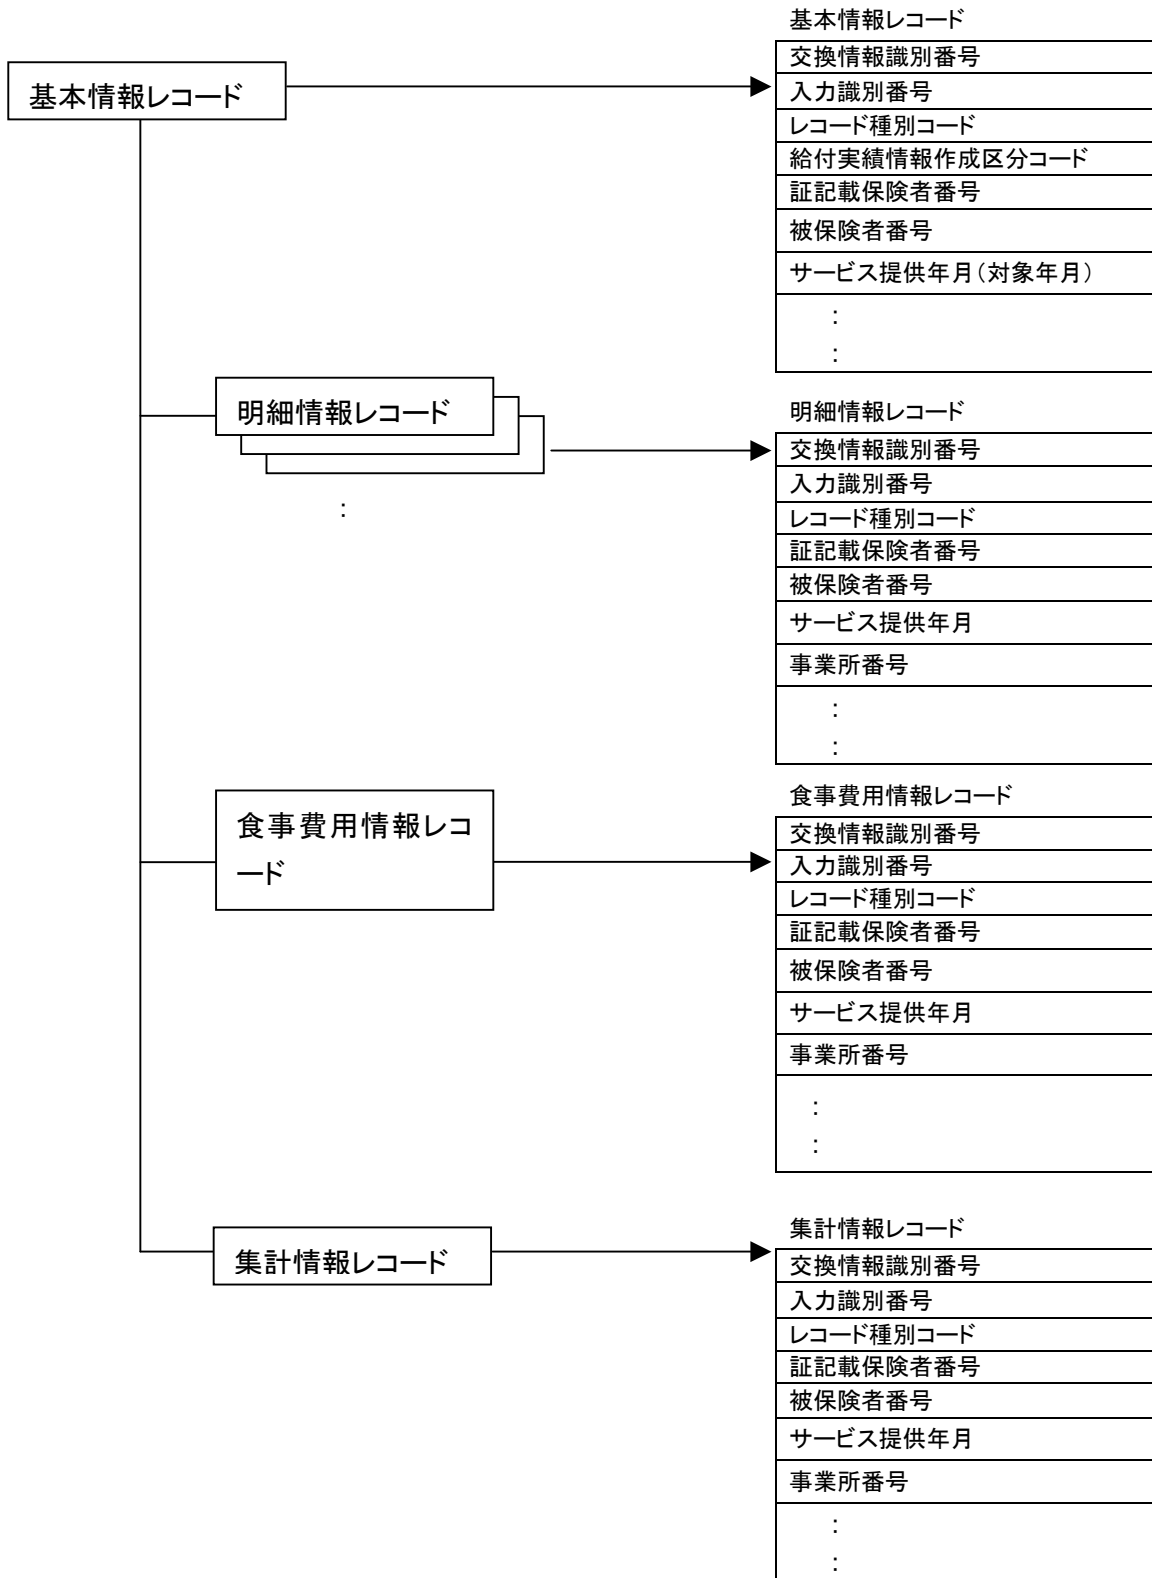 基本情報レコード
基本情報レコード
交換情報識別番号
入力識別番号
レコード種別コード
給付実績情報作成区分コード
証記載保険者番号
被保険者番号
サービス提供年月(対象年月)
:
:
明細情報レコード
:
明細情報レコード
交換情報識別番号
入力識別番号
レコード種別コード
証記載保険者番号
被保険者番号
サービス提供年月
事業所番号
:
:
食事費用情報レコ
ード
食事費用情報レコード
交換情報識別番号
入力識別番号
レコード種別コード
証記載保険者番号
被保険者番号
サービス提供年月
事業所番号
:
:
集計情報レコード
集計情報レコード
交換情報識別番号
入力識別番号
レコード種別コード
証記載保険者番号
被保険者番号
サービス提供年月
事業所番号
:
: